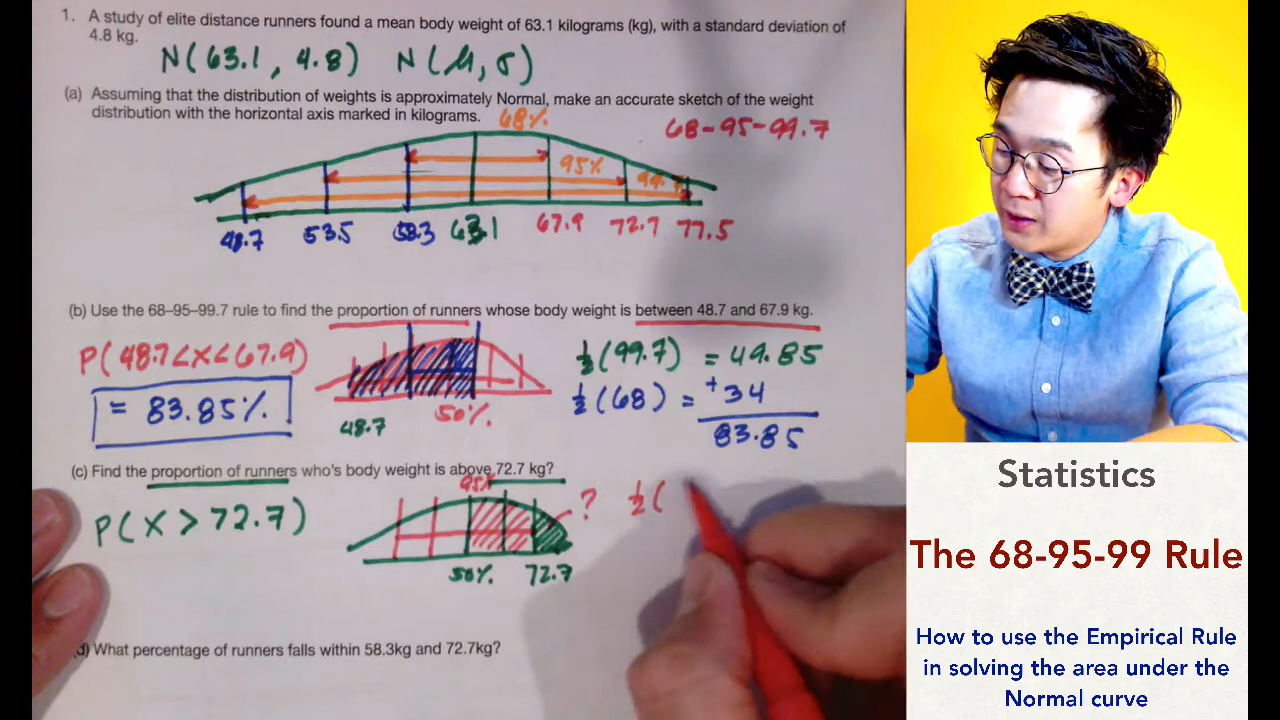 1. A study of elite distance runners found a mean body weight of 63.1 kilograms (kg), with a standard deviation of
4.8 kg.
N(63.1, 4.8) N(μ, σ)
(a) Assuming that the distribution of weights is approximately Normal, make an accurate sketch of the weight
distribution with the horizontal axis marked in kilograms.
68%
68-95-99.7
95%
48.7 53.5 58.3 63.1 67.9 72.7 77.5
(b) Use the 68–95–99.7 rule to find the proportion of runners whose body weight is between 48.7 and 67.9 kg.
P(48.7<X<67.9)
= 83.85%
48.7
50%
½(99.7) = 49.85
½(68) = +34
83.85
(c) Find the proportion of runners who's body weight is above 72.7 kg?
P(X > 72.7)
95%
? ½(
50% 72.7
d) What percentage of runners falls within 58.3kg and 72.7kg?
Statistics
The 68-95-99 Rule
How to use the Empirical Rule
in solving the area under the
Normal curve